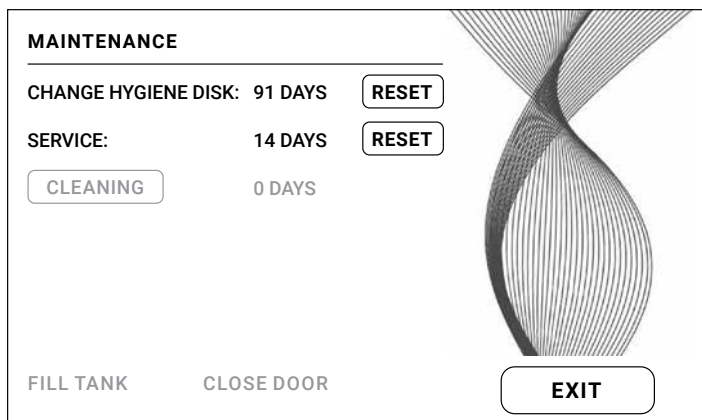 MAINTENANCE
CHANGE HYGIENE DISK: 91 DAYS RESET
SERVICE: 14 DAYS RESET
CLEANING 0 DAYS
FILL TANK CLOSE DOOR EXIT